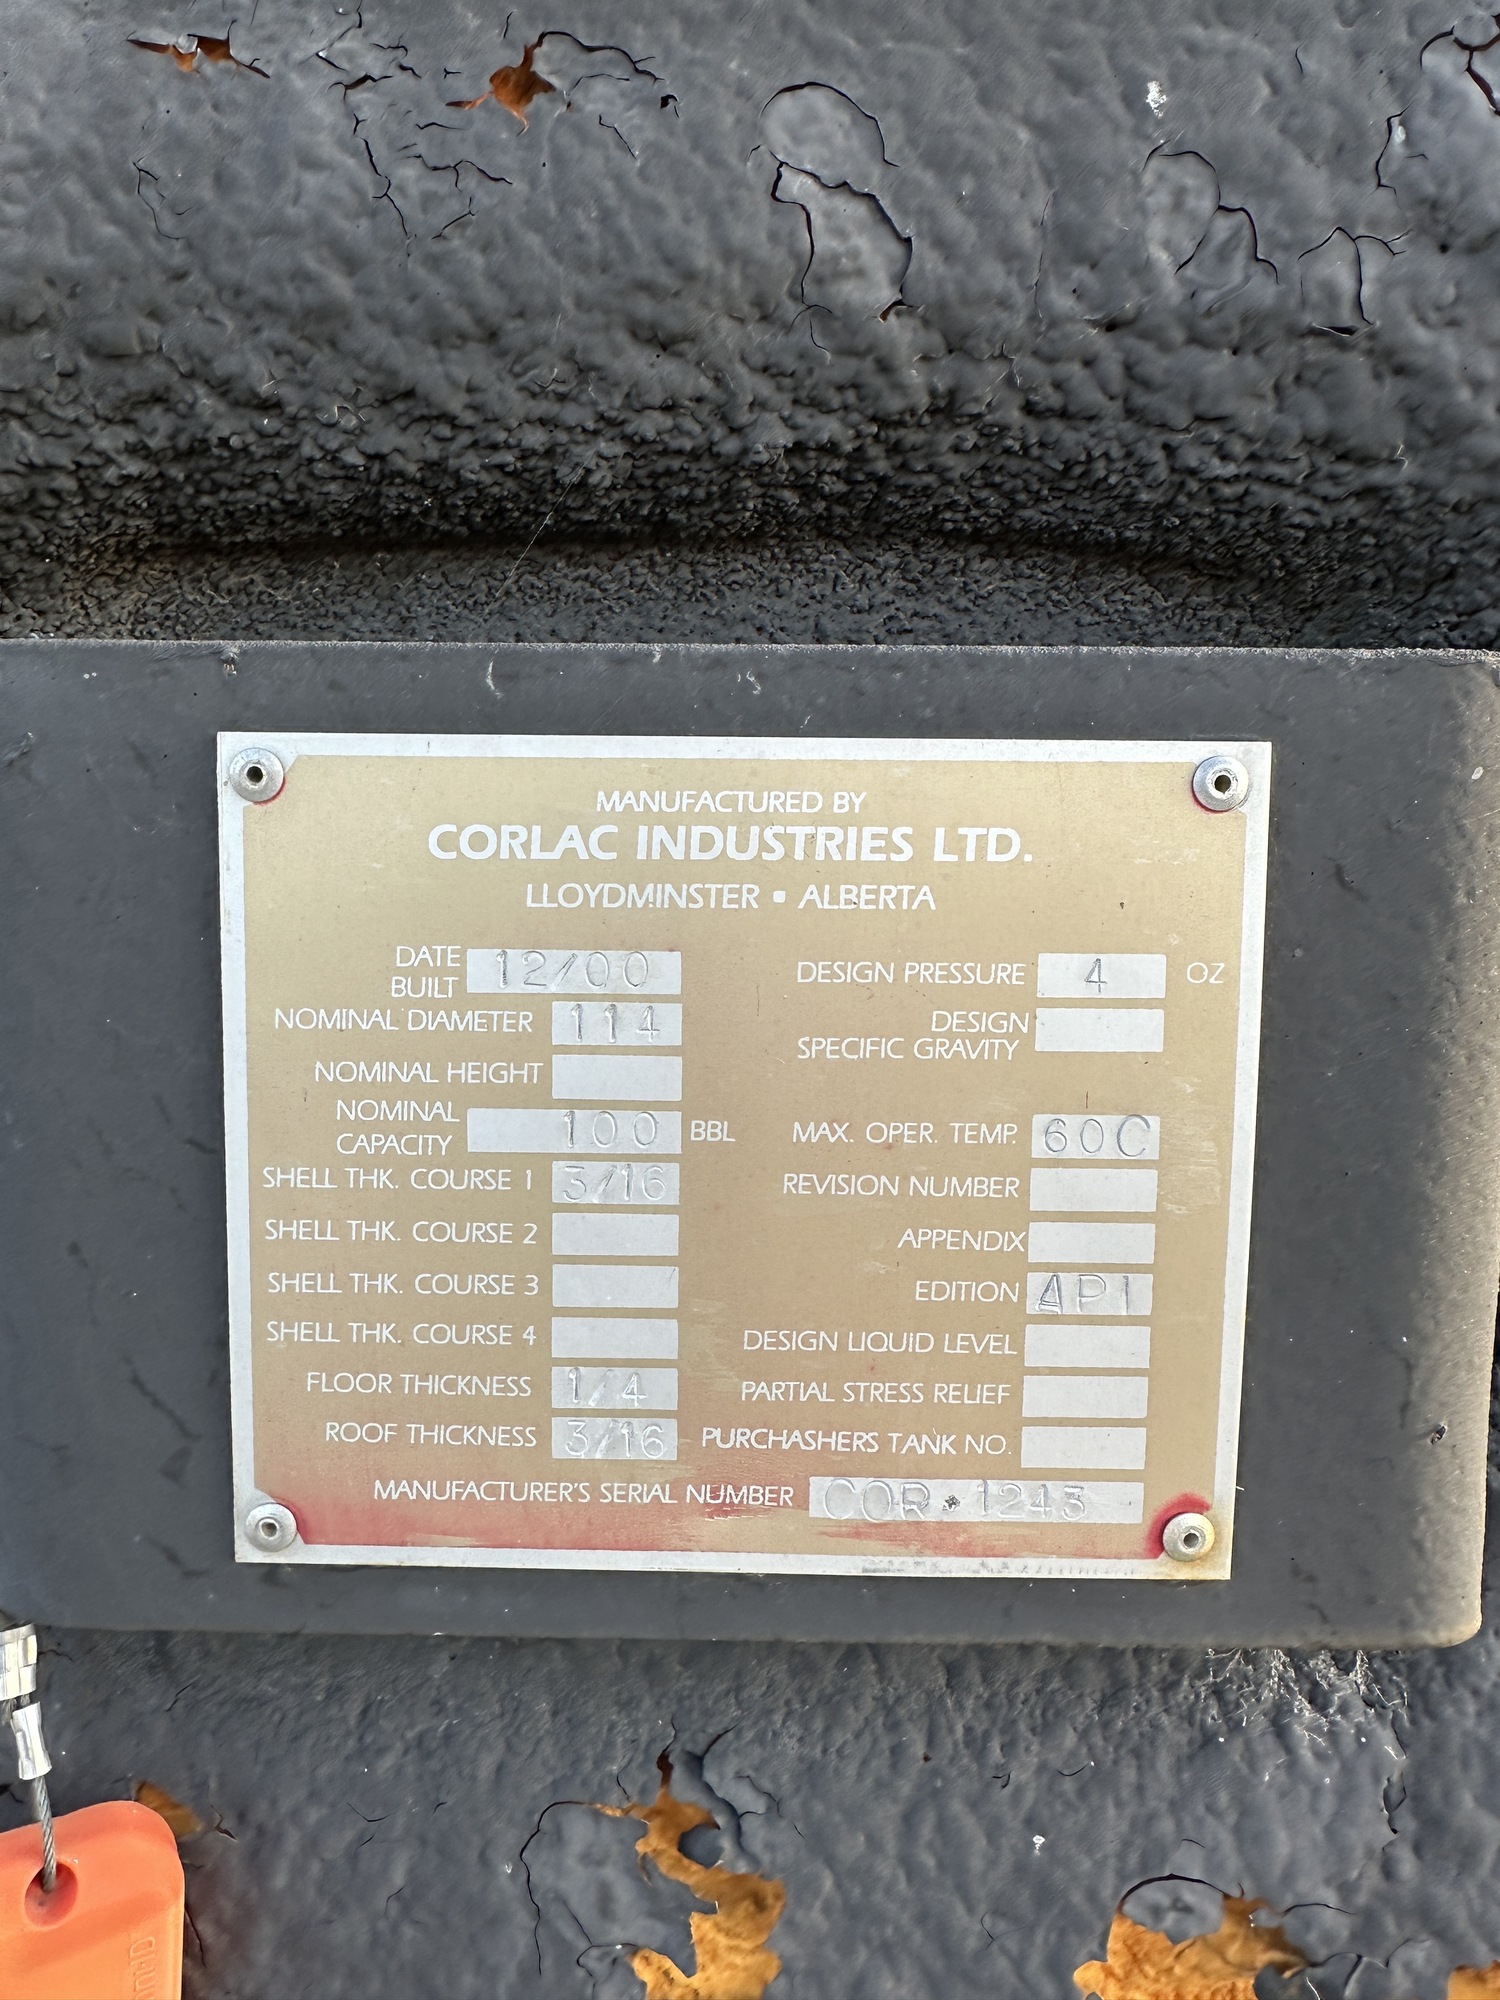 MANUFACTURED BY
CORLAC INDUSTRIES LTD.
LLOYDMINSTER ▪ ALBERTA
DATE BUILT 12/00
NOMINAL DIAMETER 114
NOMINAL HEIGHT
NOMINAL CAPACITY 100 BBL
SHELL THK. COURSE 1 3/16
SHELL THK. COURSE 2
SHELL THK. COURSE 3
SHELL THK. COURSE 4
FLOOR THICKNESS 1/4
ROOF THICKNESS 3/16
DESIGN PRESSURE 4 OZ
DESIGN SPECIFIC GRAVITY
MAX. OPER. TEMP. 60C
REVISION NUMBER
APPENDIX
EDITION API
DESIGN LIQUID LEVEL
PARTIAL STRESS RELIEF
PURCHASHERS TANK NO.
MANUFACTURER'S SERIAL NUMBER COR*1243